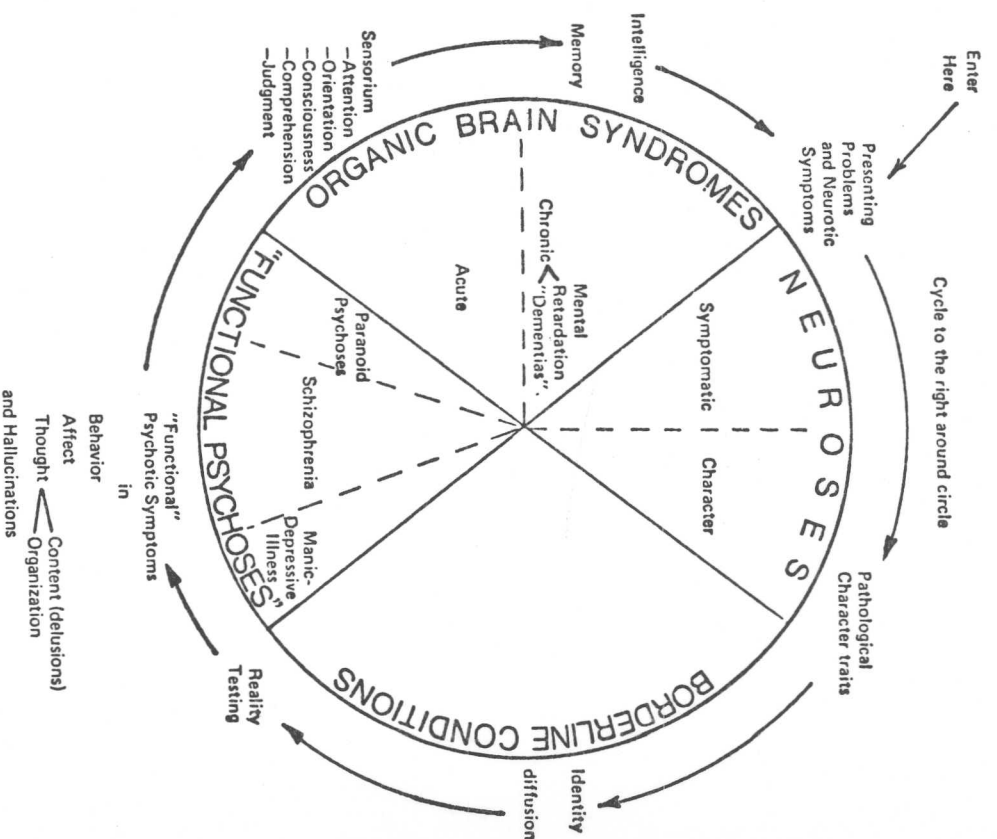 Enter
Here
Cycle to the right around circle
Presenting
Problems
and Neurotic
Symptoms
Pathological
Character traits
Identity
diffusion
Reality
Testing
"Functional"
Psychotic Symptoms
in
Behavior
Affect
Thought
Content (delusions)
Organization
and Hallucinations
Sensorium
–Attention
–Orientation
–Consciousness
–Comprehension
–Judgment
Memory
Intelligence
NEUROSES
Symptomatic
Character
BORDERLINE CONDITIONS
"FUNCTIONAL PSYCHOSES"
Manic-
Depressive
Illness
Schizophrenia
Paranoid
Psychoses
ORGANIC BRAIN SYNDROMES
Acute
Chronic
Mental
Retardation
"Dementias"